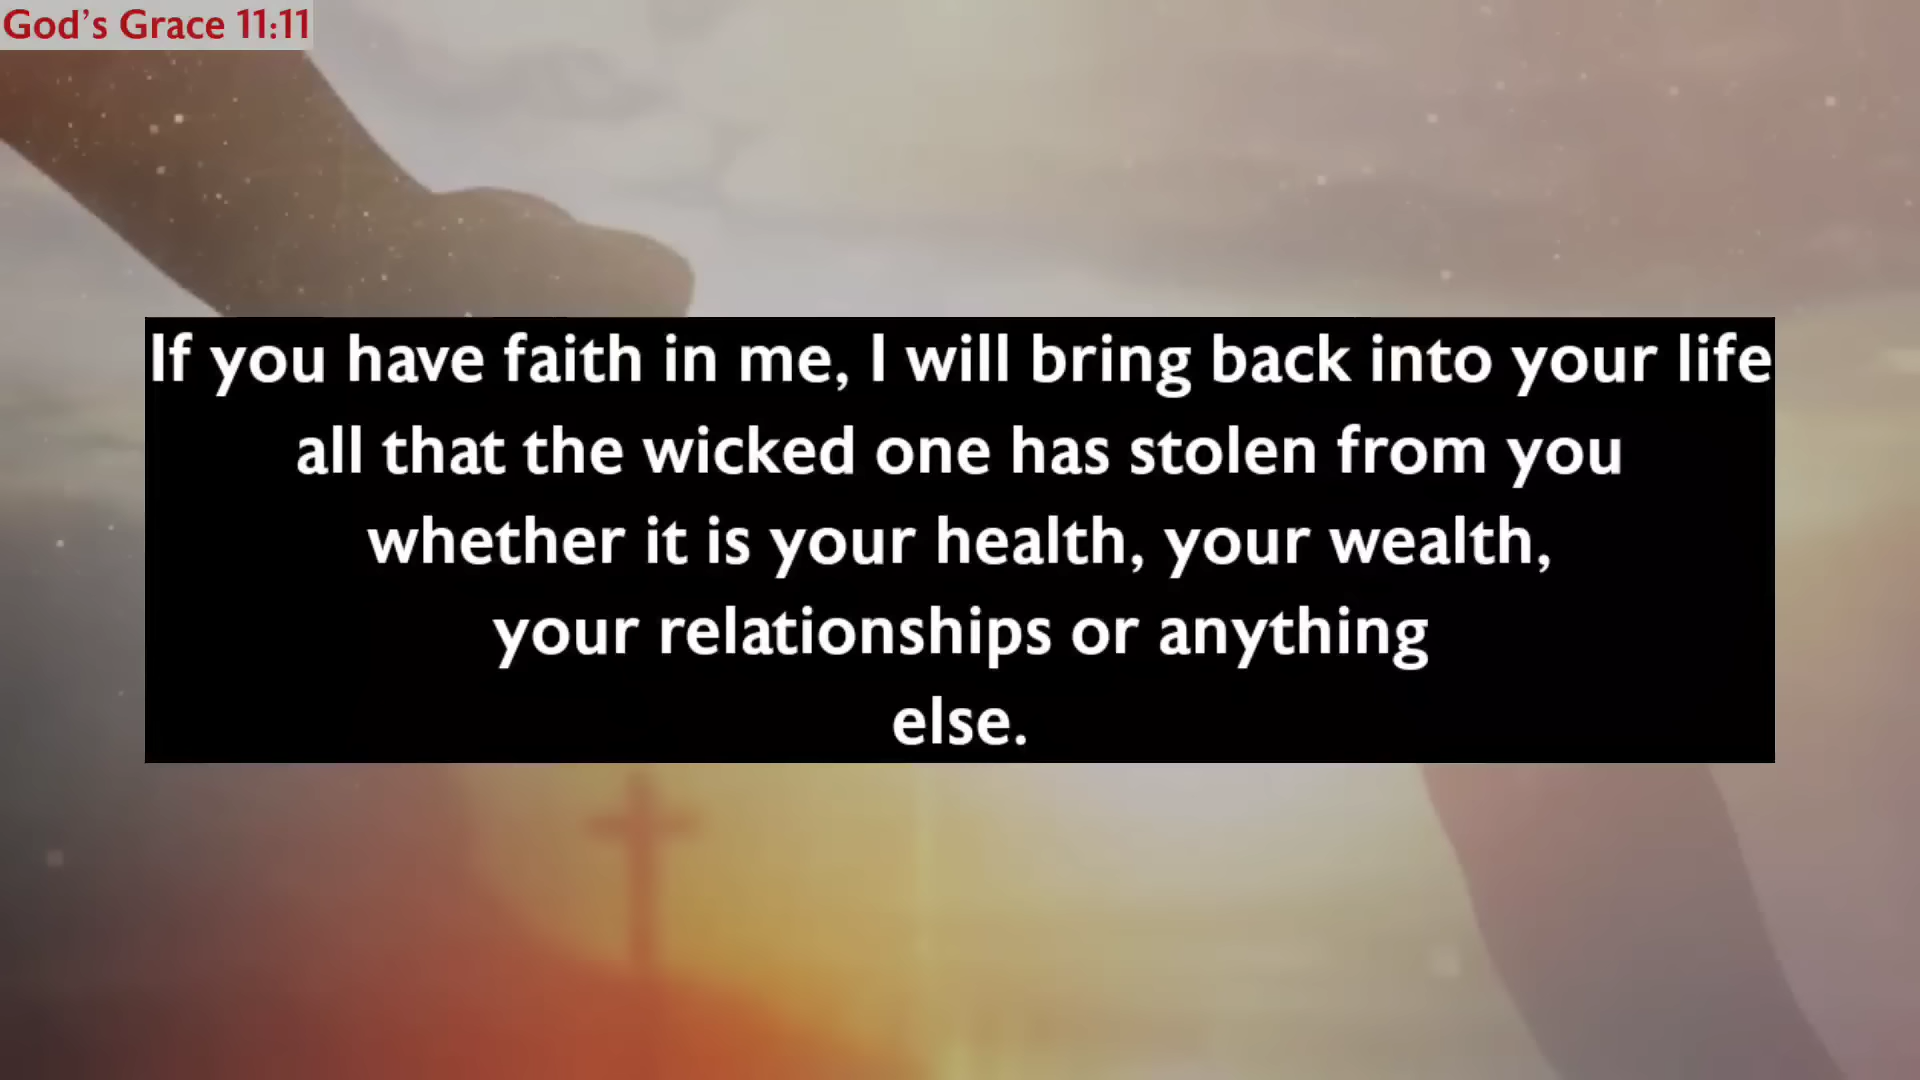 God's Grace 11:11
If you have faith in me, I will bring back into your life
all that the wicked one has stolen from you
whether it is your health, your wealth,
your relationships or anything
else.